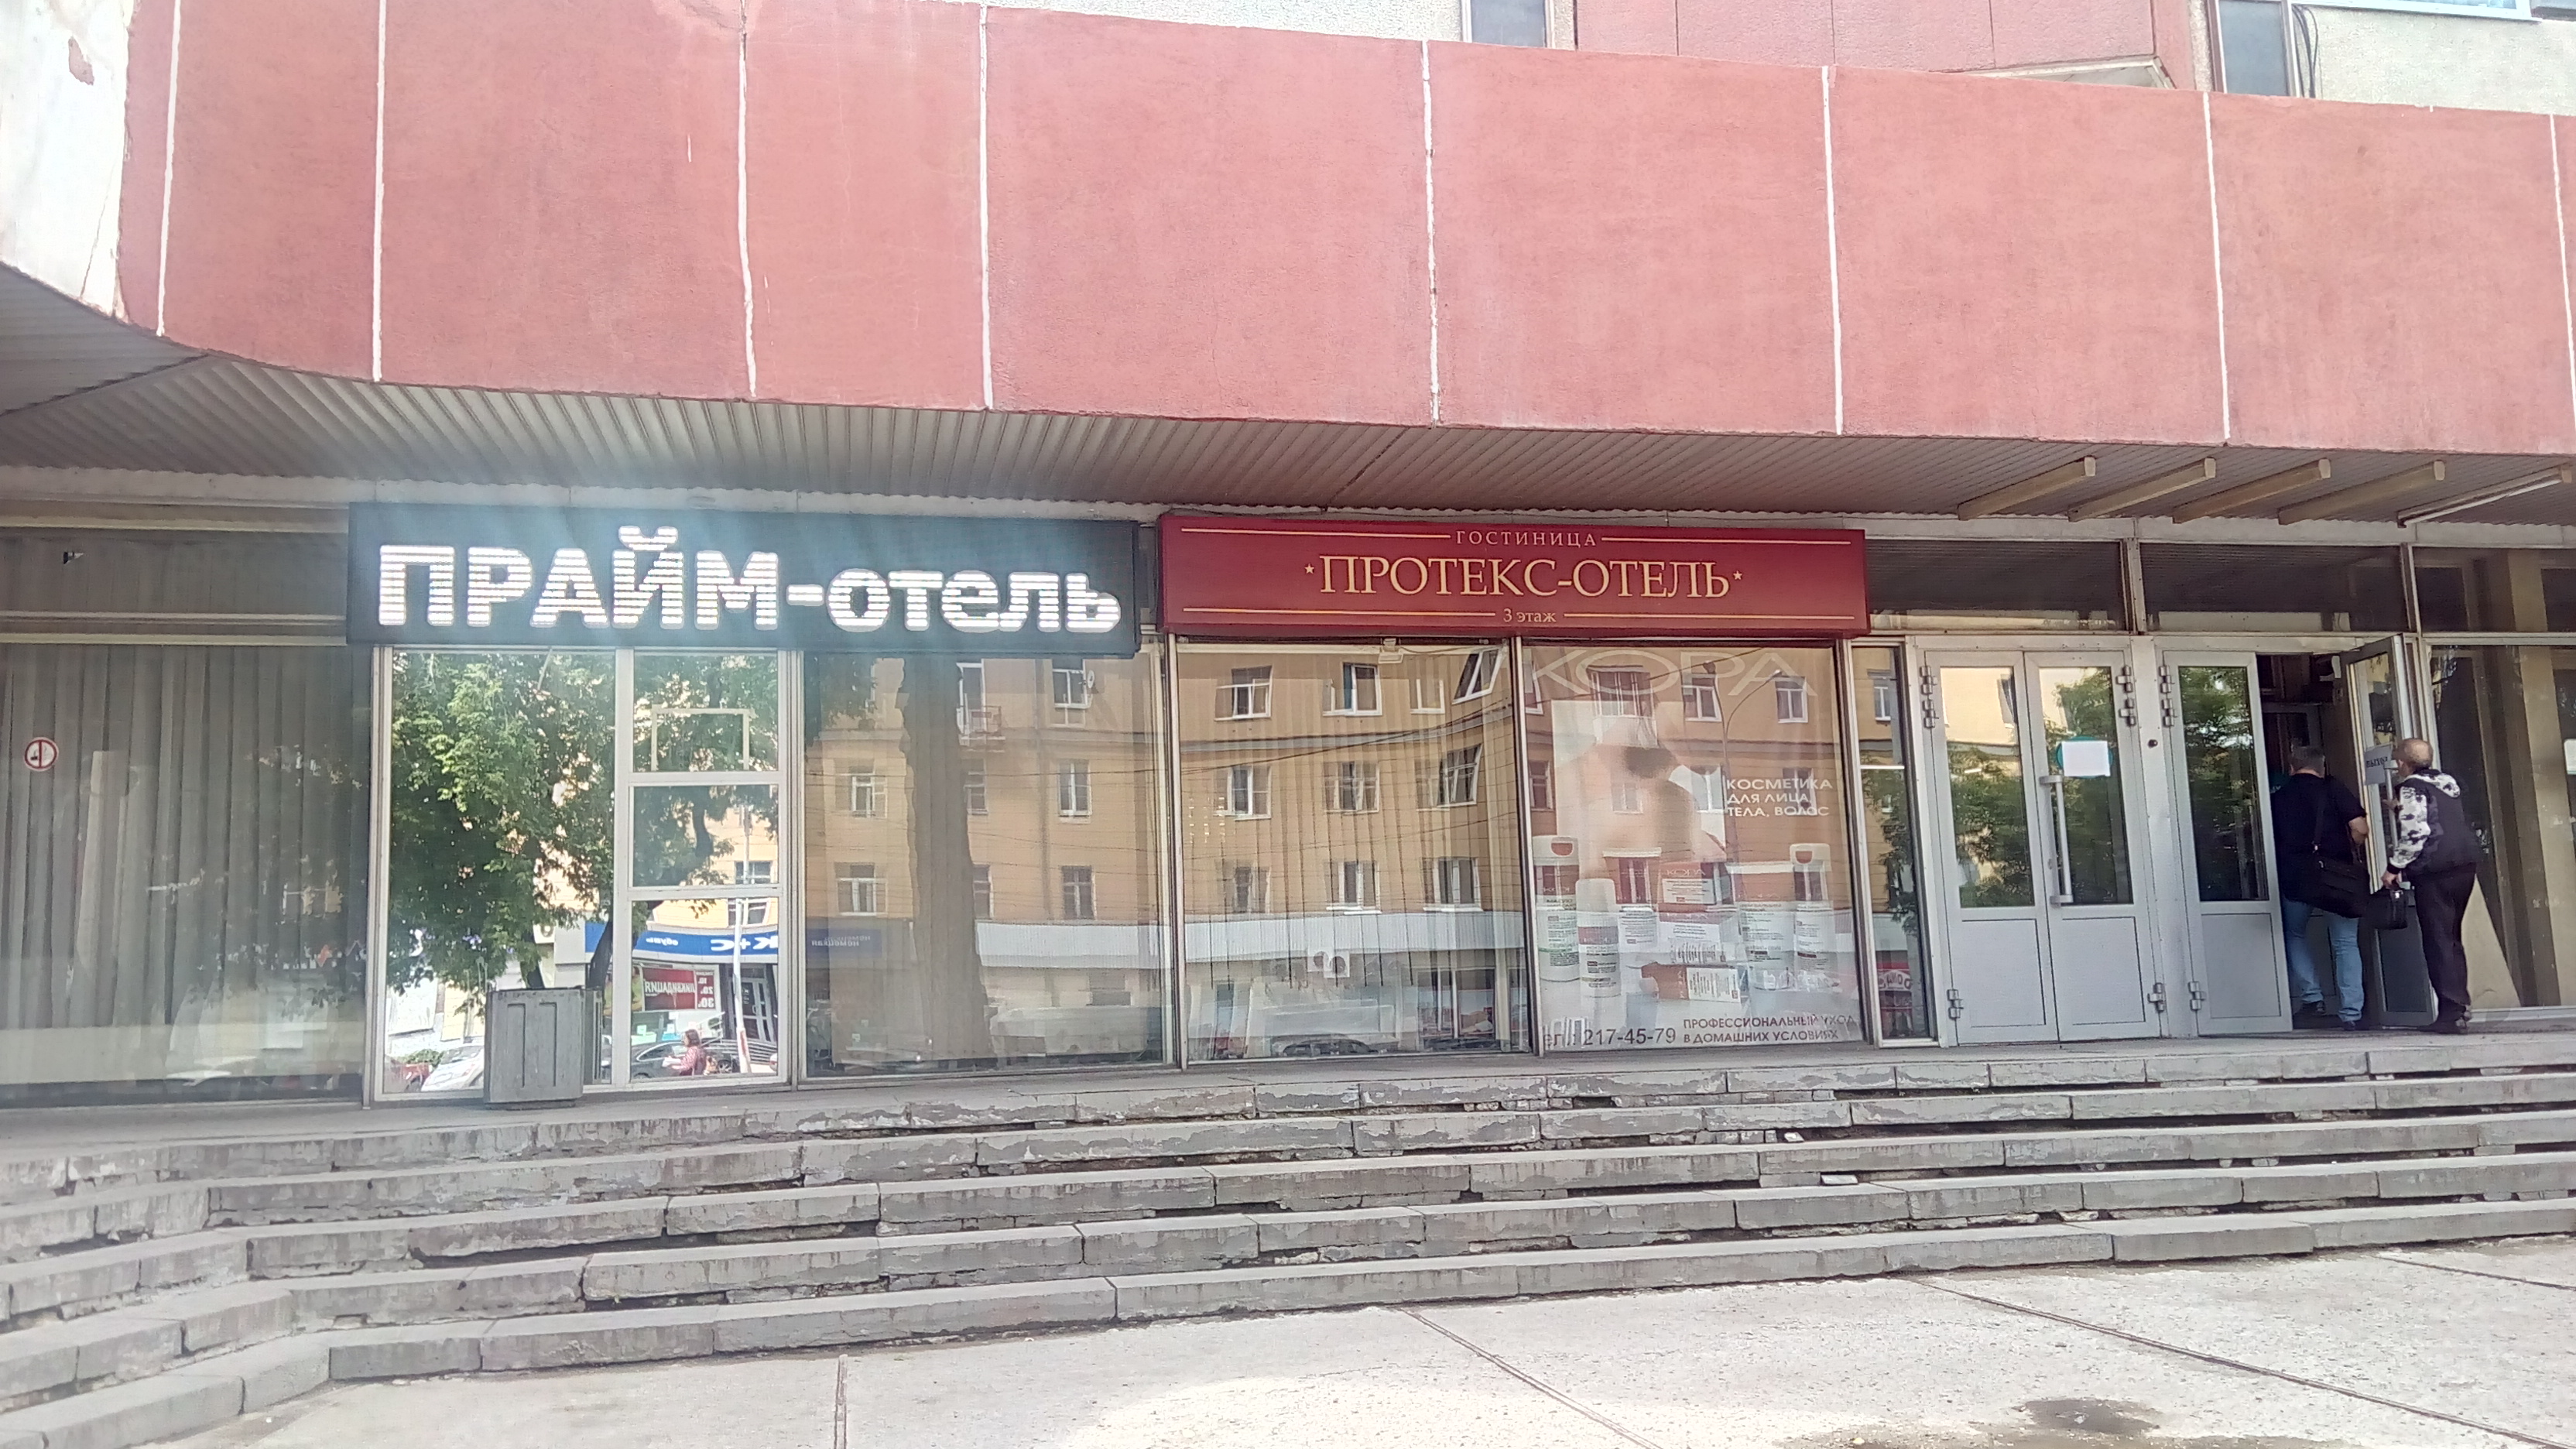 ПРАЙМ-отель
ГОСТИНИЦА
ПРОТЕКС-ОТЕЛЬ
3 этаж
КОРА
КОСМЕТИКА
ДЛЯ ЛИЦА,
ТЕЛА, ВОЛОС
217-45-79
ПРОФЕССИОНАЛЬНЫЙ УХОД
В ДОМАШНИХ УСЛОВИЯХ